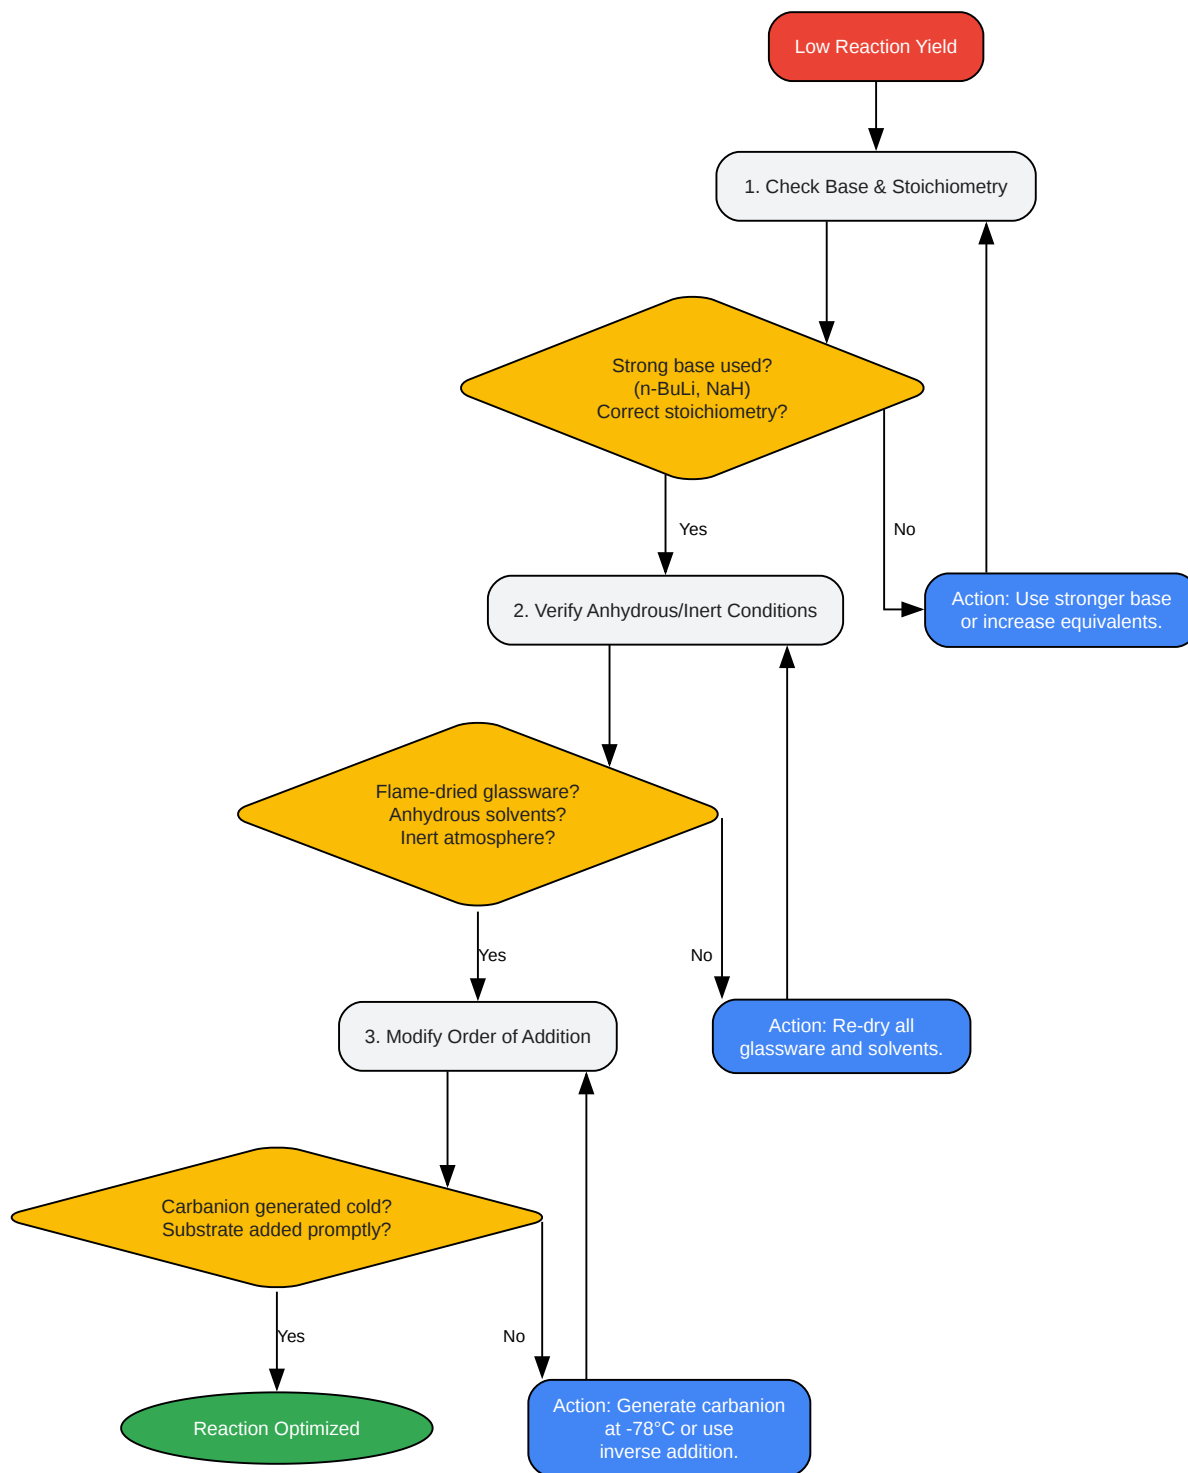 Low Reaction Yield
1. Check Base & Stoichiometry
Strong base used?
(n-BuLi, NaH)
Correct stoichiometry?
Yes
No
2. Verify Anhydrous/Inert Conditions
Action: Use stronger base
or increase equivalents.
Flame-dried glassware?
Anhydrous solvents?
Inert atmosphere?
Yes
No
3. Modify Order of Addition
Action: Re-dry all
glassware and solvents.
Carbanion generated cold?
Substrate added promptly?
Yes
No
Reaction Optimized
Action: Generate carbanion
at -78°C or use
inverse addition.